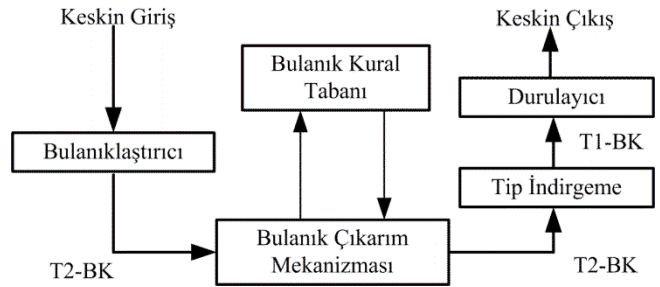 Keskin Giriş
Keskin Çıkış
Bulanık Kural
Tabanı
Durulayıcı
Bulanıklaştırıcı
T1-BK
Tip İndirgeme
Bulanık Çıkarım
Mekanizması
T2-BK
T2-BK